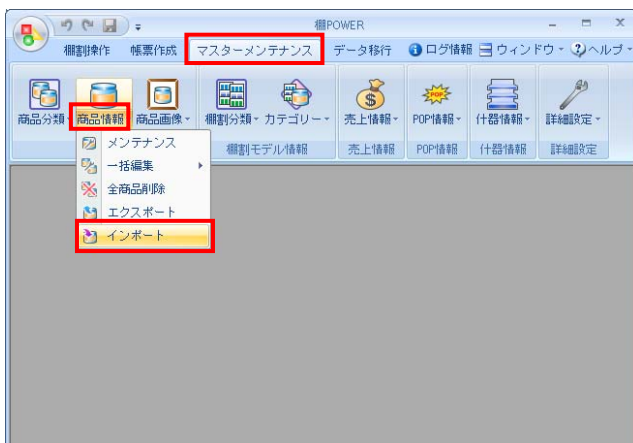 棚POWER
棚割操作 帳票作成 マスターメンテナンス データ移行 ログ情報 ウィンドウ ヘルプ
商品分類 商品情報 商品画像 棚割分類 カテゴリー 売上情報 POP情報 什器情報 詳細設定
棚割モデル情報 売上情報 POP情報 什器情報 詳細設定
メンテナンス
一括編集
全商品削除
エクスポート
インポート